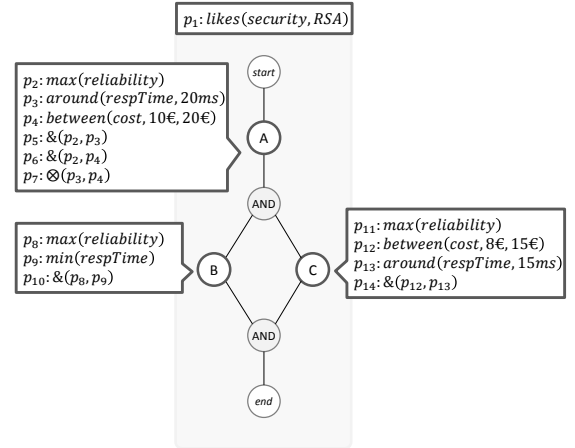 p₁: likes(security, RSA)
start
p₂: max(reliability)
p₃: around(respTime, 20ms)
p₄: between(cost, 10€, 20€)
p₅: &(p₂, p₃)
p₆: &(p₂, p₄)
p₇: ⊗(p₃, p₄)
A
AND
p₈: max(reliability)
p₉: min(respTime)
p₁₀: &(p₈, p₉)
B
C
p₁₁: max(reliability)
p₁₂: between(cost, 8€, 15€)
p₁₃: around(respTime, 15ms)
p₁₄: &(p₁₂, p₁₃)
AND
end